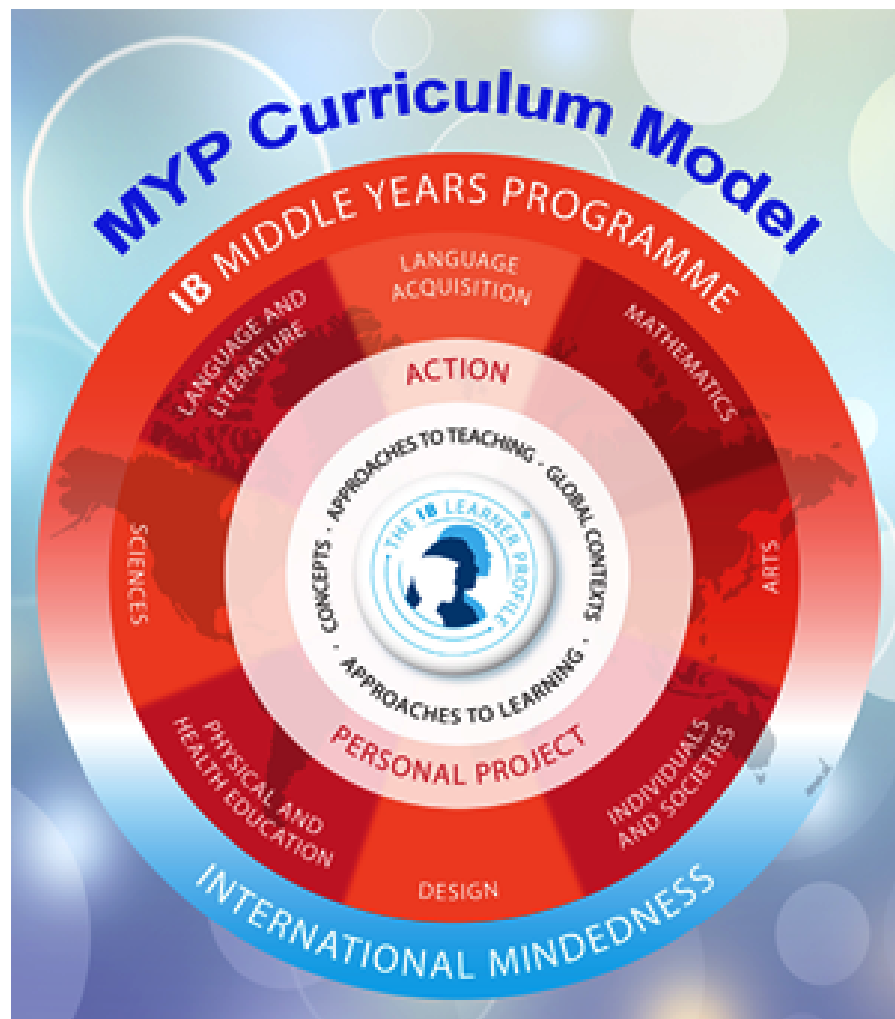 MYP Curriculum Model
IB MIDDLE YEARS PROGRAMME
LANGUAGE
ACQUISITION
MATHEMATICS
ARTS
INDIVIDUALS
AND SOCIETIES
DESIGN
PHYSICAL AND
HEALTH EDUCATION
SCIENCES
LANGUAGE AND
LITERATURE
ACTION
PERSONAL PROJECT
APPROACHES TO TEACHING · GLOBAL CONTEXTS · APPROACHES TO LEARNING · CONCEPTS ·
THE IB LEARNER PROFILE ®
INTERNATIONAL MINDEDNESS